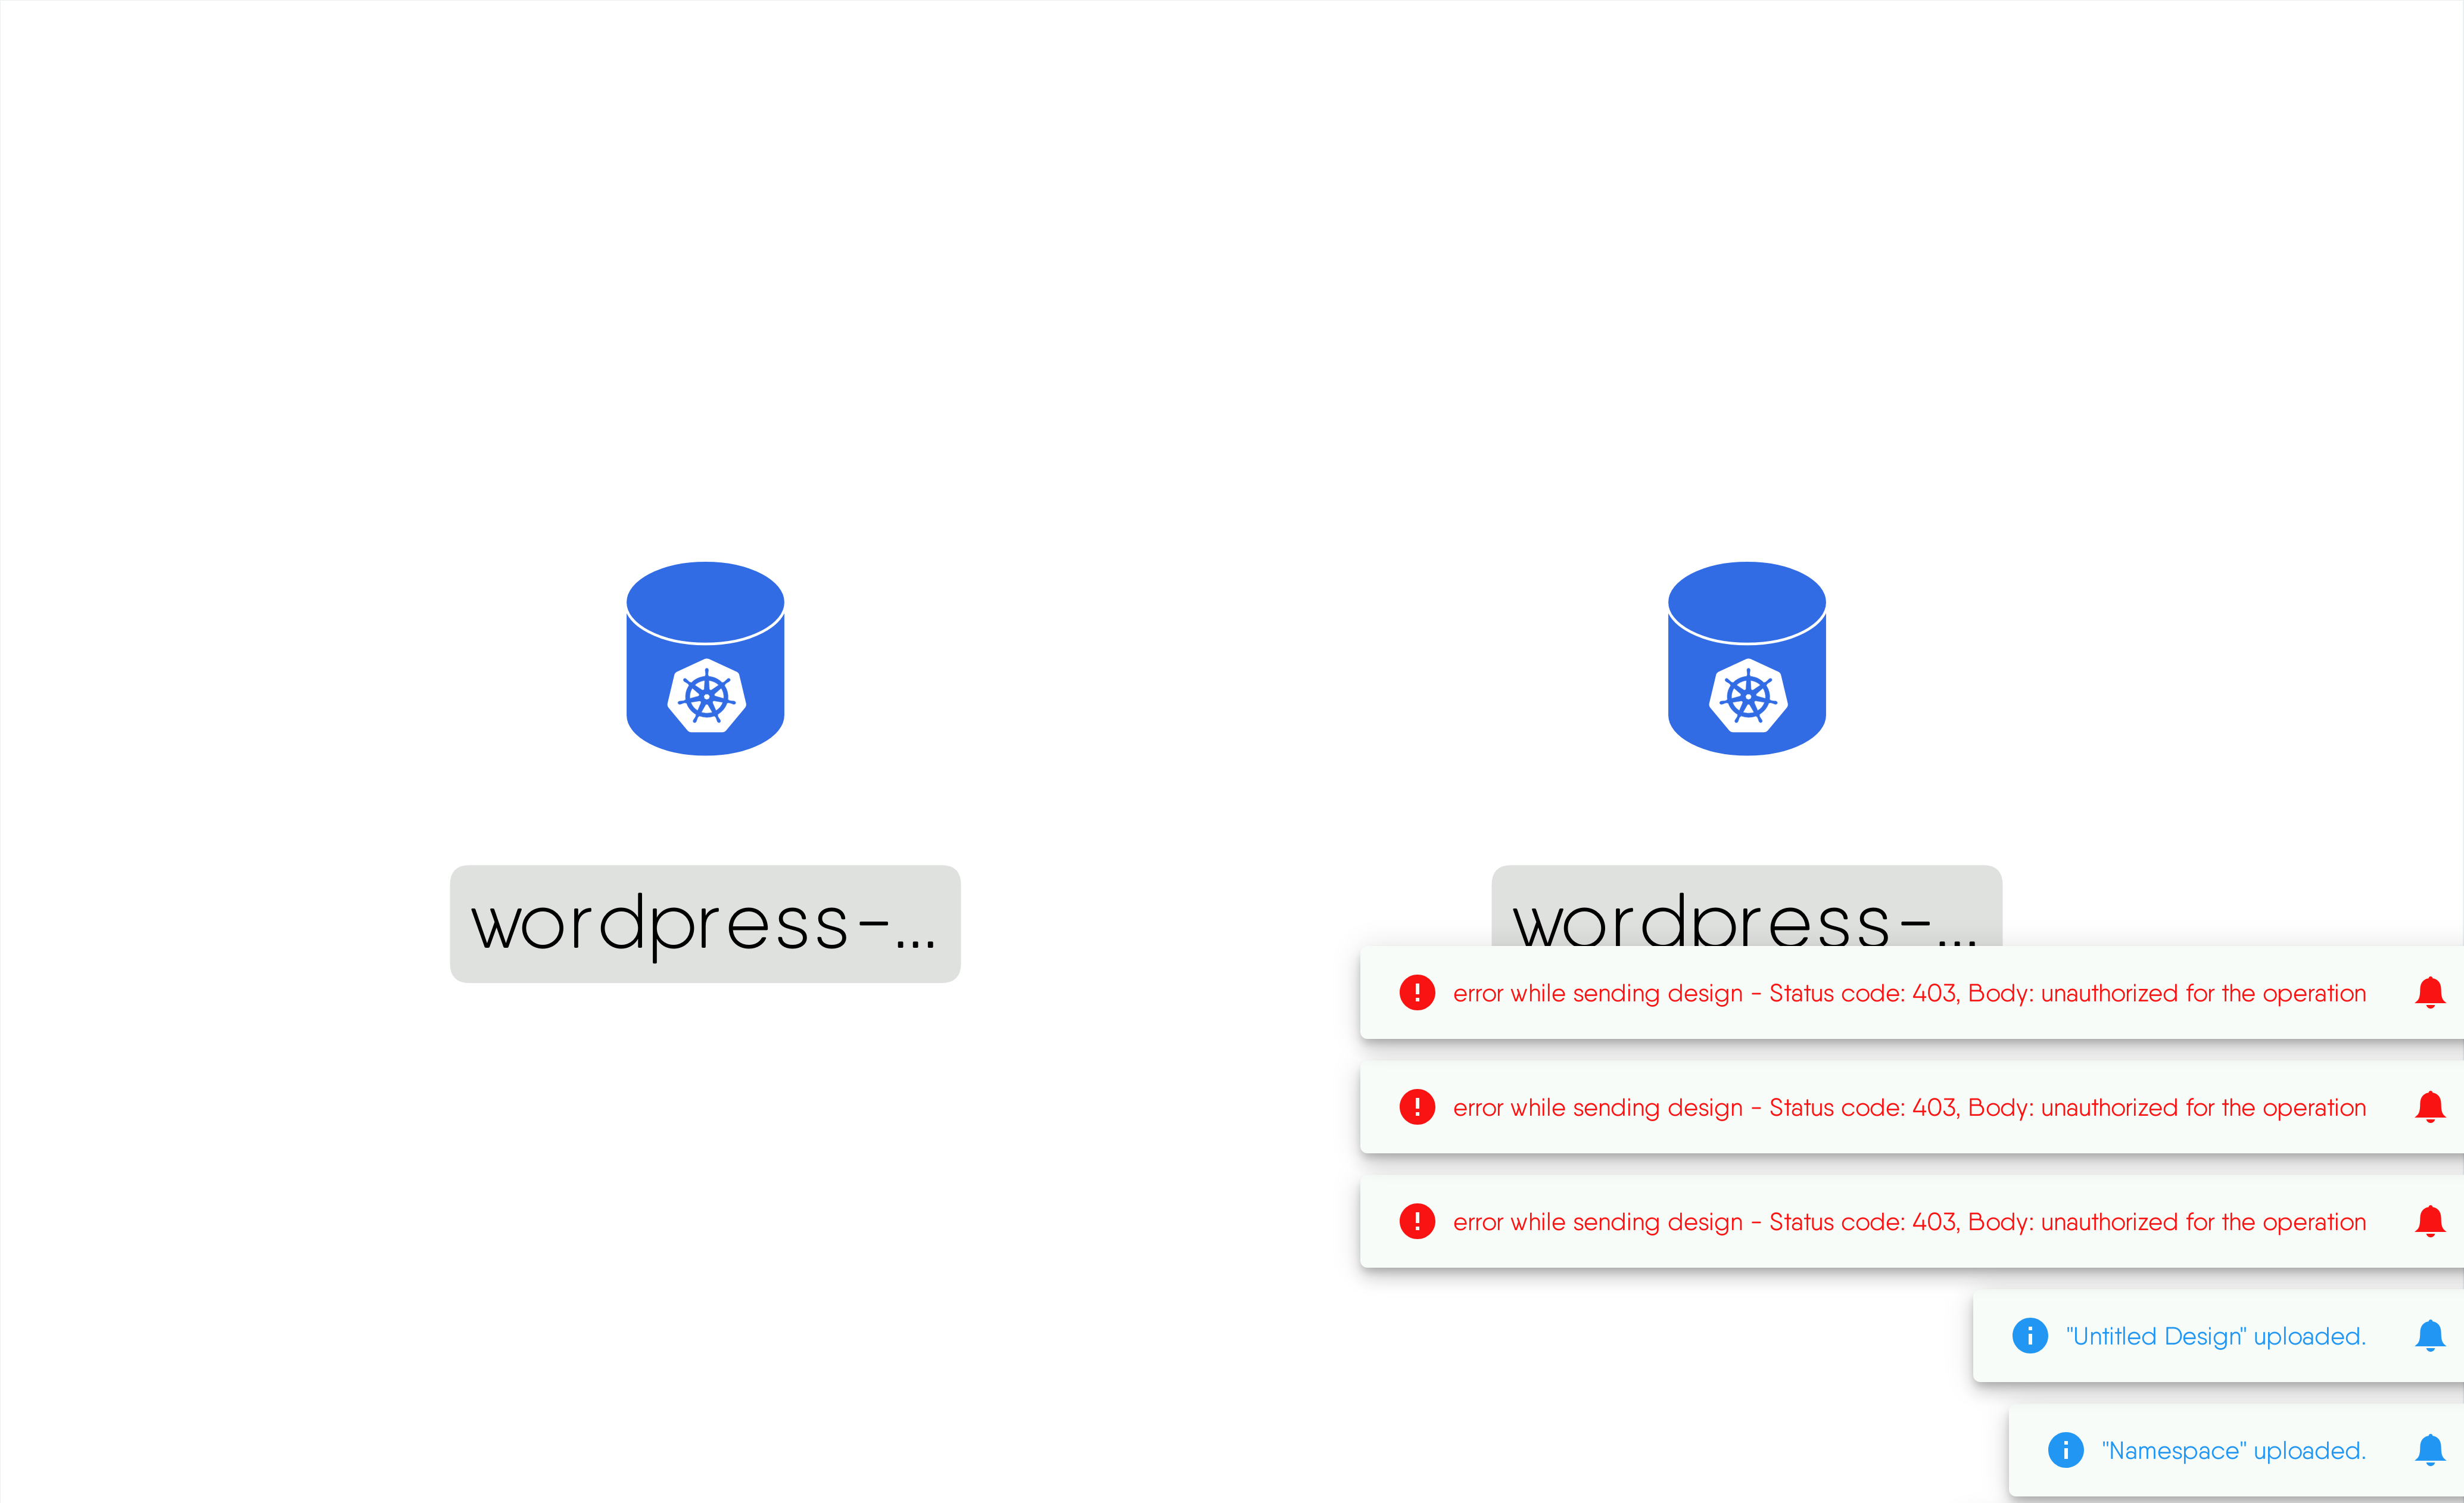 wordpress-...
wordpress-...
error while sending design - Status code: 403, Body: unauthorized for the operation
error while sending design - Status code: 403, Body: unauthorized for the operation
error while sending design - Status code: 403, Body: unauthorized for the operation
"Untitled Design" uploaded.
"Namespace" uploaded.